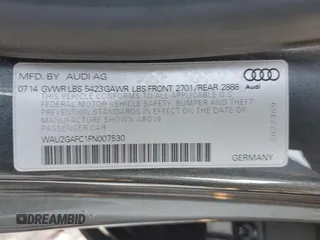 MFD. BY AUDI AG
07 14 GVWR LBS 5423 GAWR LBS FRONT 2701/REAR 2888
THIS VEHICLE CONFORMS TO ALL APPLICABLE
FEDERAL MOTOR VEHICLE SAFETY, BUMPER, AND THEFT
PREVENTION STANDARDS IN EFFECT ON THE DATE OF
MANUFACTURE SHOWN ABOVE.
PASSENGER CAR
WAU2GAFC1FN007530
Audi
DREAMBID